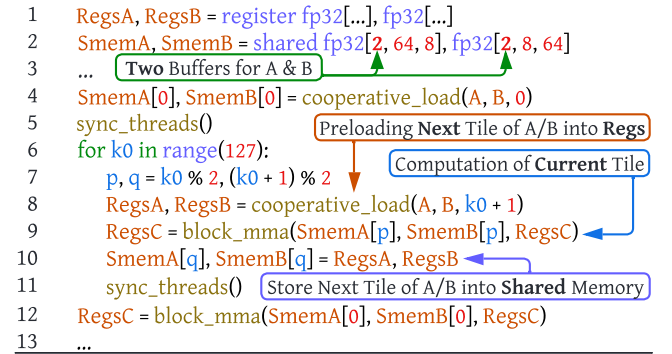 1 RegsA, RegsB = register fp32[...], fp32[...]
2 SmemA, SmemB = shared fp32[2, 64, 8], fp32[2, 8, 64]
3 ... Two Buffers for A & B
4 SmemA[0], SmemB[0] = cooperative_load(A, B, 0)
5 sync_threads() Preloading Next Tile of A/B into Regs
6 for k0 in range(127):
Computation of Current Tile
7 p, q = k0 % 2, (k0 + 1) % 2
8 RegsA, RegsB = cooperative_load(A, B, k0 + 1)
9 RegsC = block_mma(SmemA[p], SmemB[p], RegsC)
10 SmemA[q], SmemB[q] = RegsA, RegsB
11 sync_threads() Store Next Tile of A/B into Shared Memory
12 RegsC = block_mma(SmemA[0], SmemB[0], RegsC)
13 ...